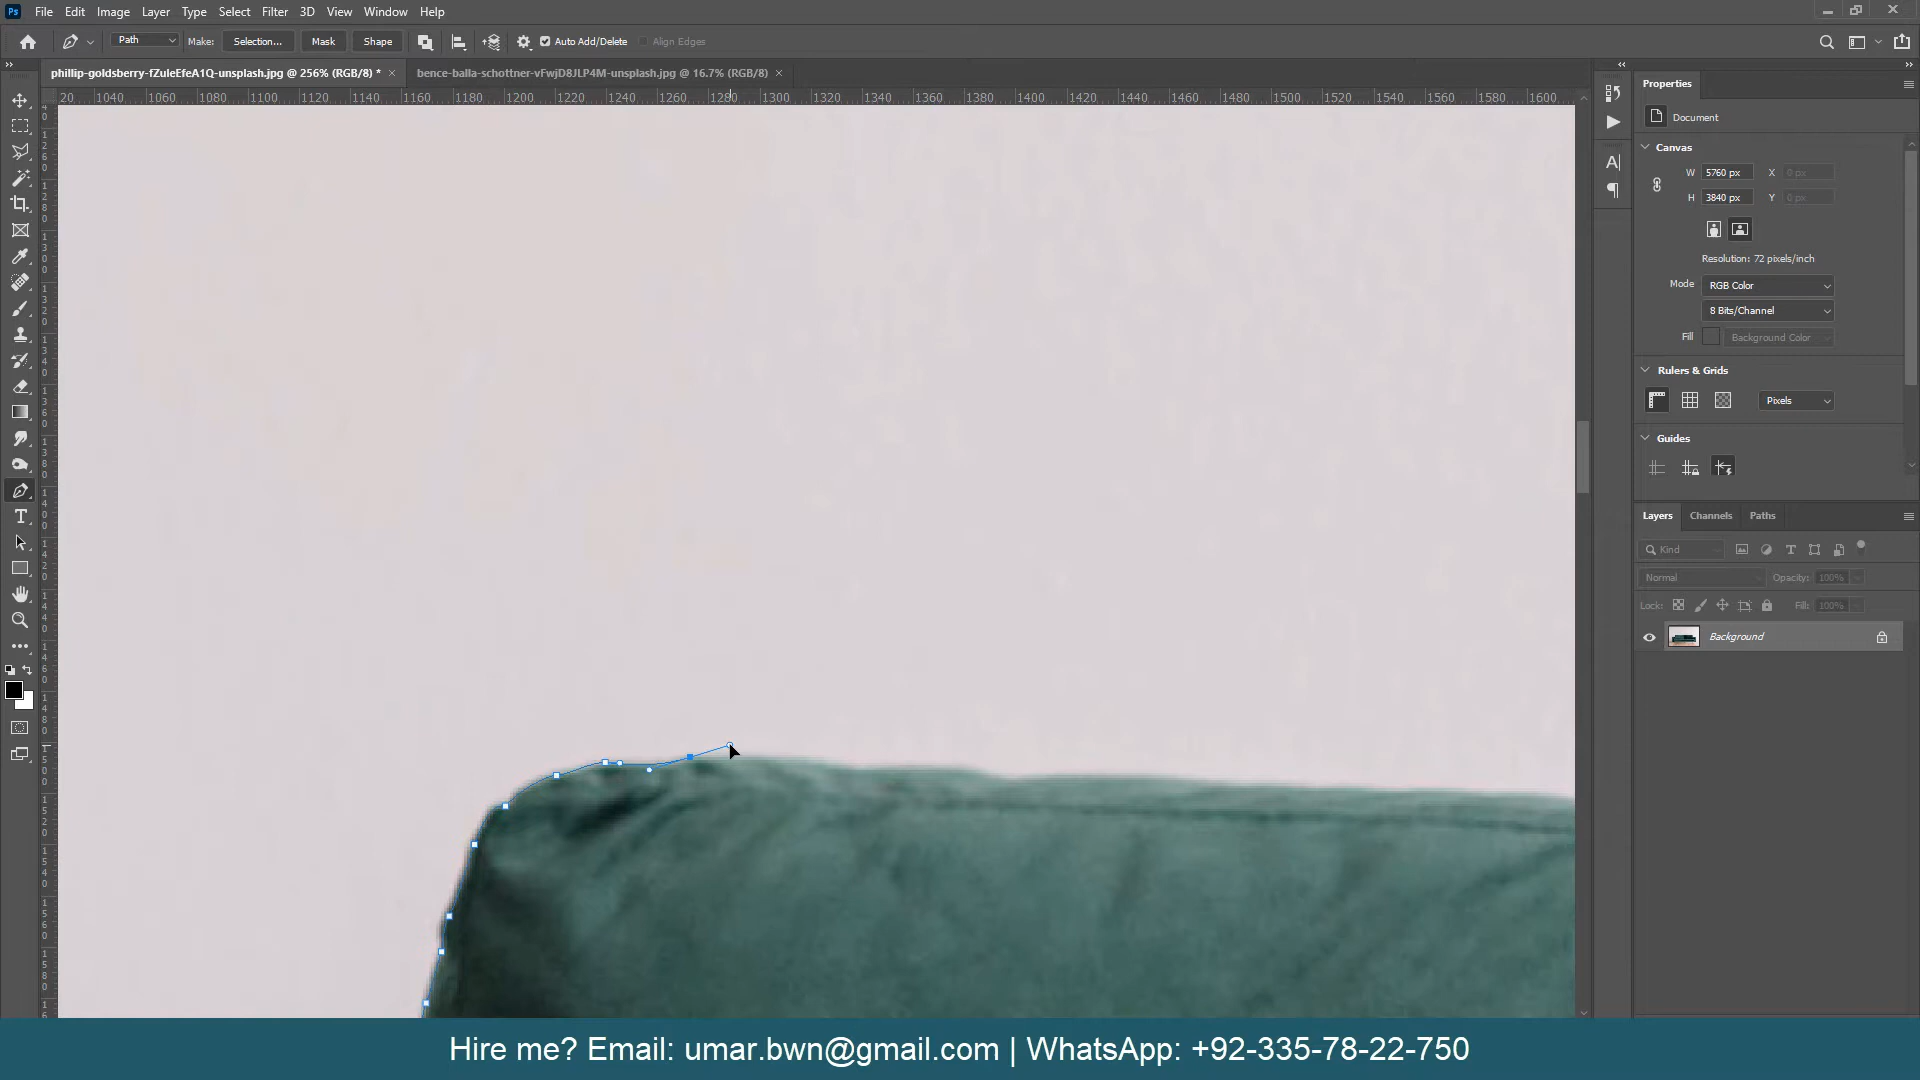 Ps File Edit Image Layer Type Select Filter 3D View Window Help
Path Make: Selection... Mask Shape Auto Add/Delete Align Edges
phillip-goldsberry-fZuleEfeA1Q-unsplash.jpg @ 256% (RGB/8) * × bence-balla-schottner-vFwjD8JLP4M-unsplash.jpg @ 16.7% (RGB/8) ×
20 1040 1060 1080 1100 1120 1140 1160 1180 1200 1220 1240 1260 1280 1300 1320 1340 1360 1380 1400 1420 1440 1460 1480 1500 1520 1540 1560 1580 1600
Properties
Document
Canvas
W 5760 px X 0 px
H 3840 px Y 0 px
Resolution: 72 pixels/inch
Mode RGB Color
8 Bits/Channel
Fill Background Color
Rulers & Grids
Pixels
Guides
Layers Channels Paths
Kind
Normal Opacity: 100%
Lock: Fill: 100%
Background
Hire me? Email: umar.bwn@gmail.com | WhatsApp: +92-335-78-22-750